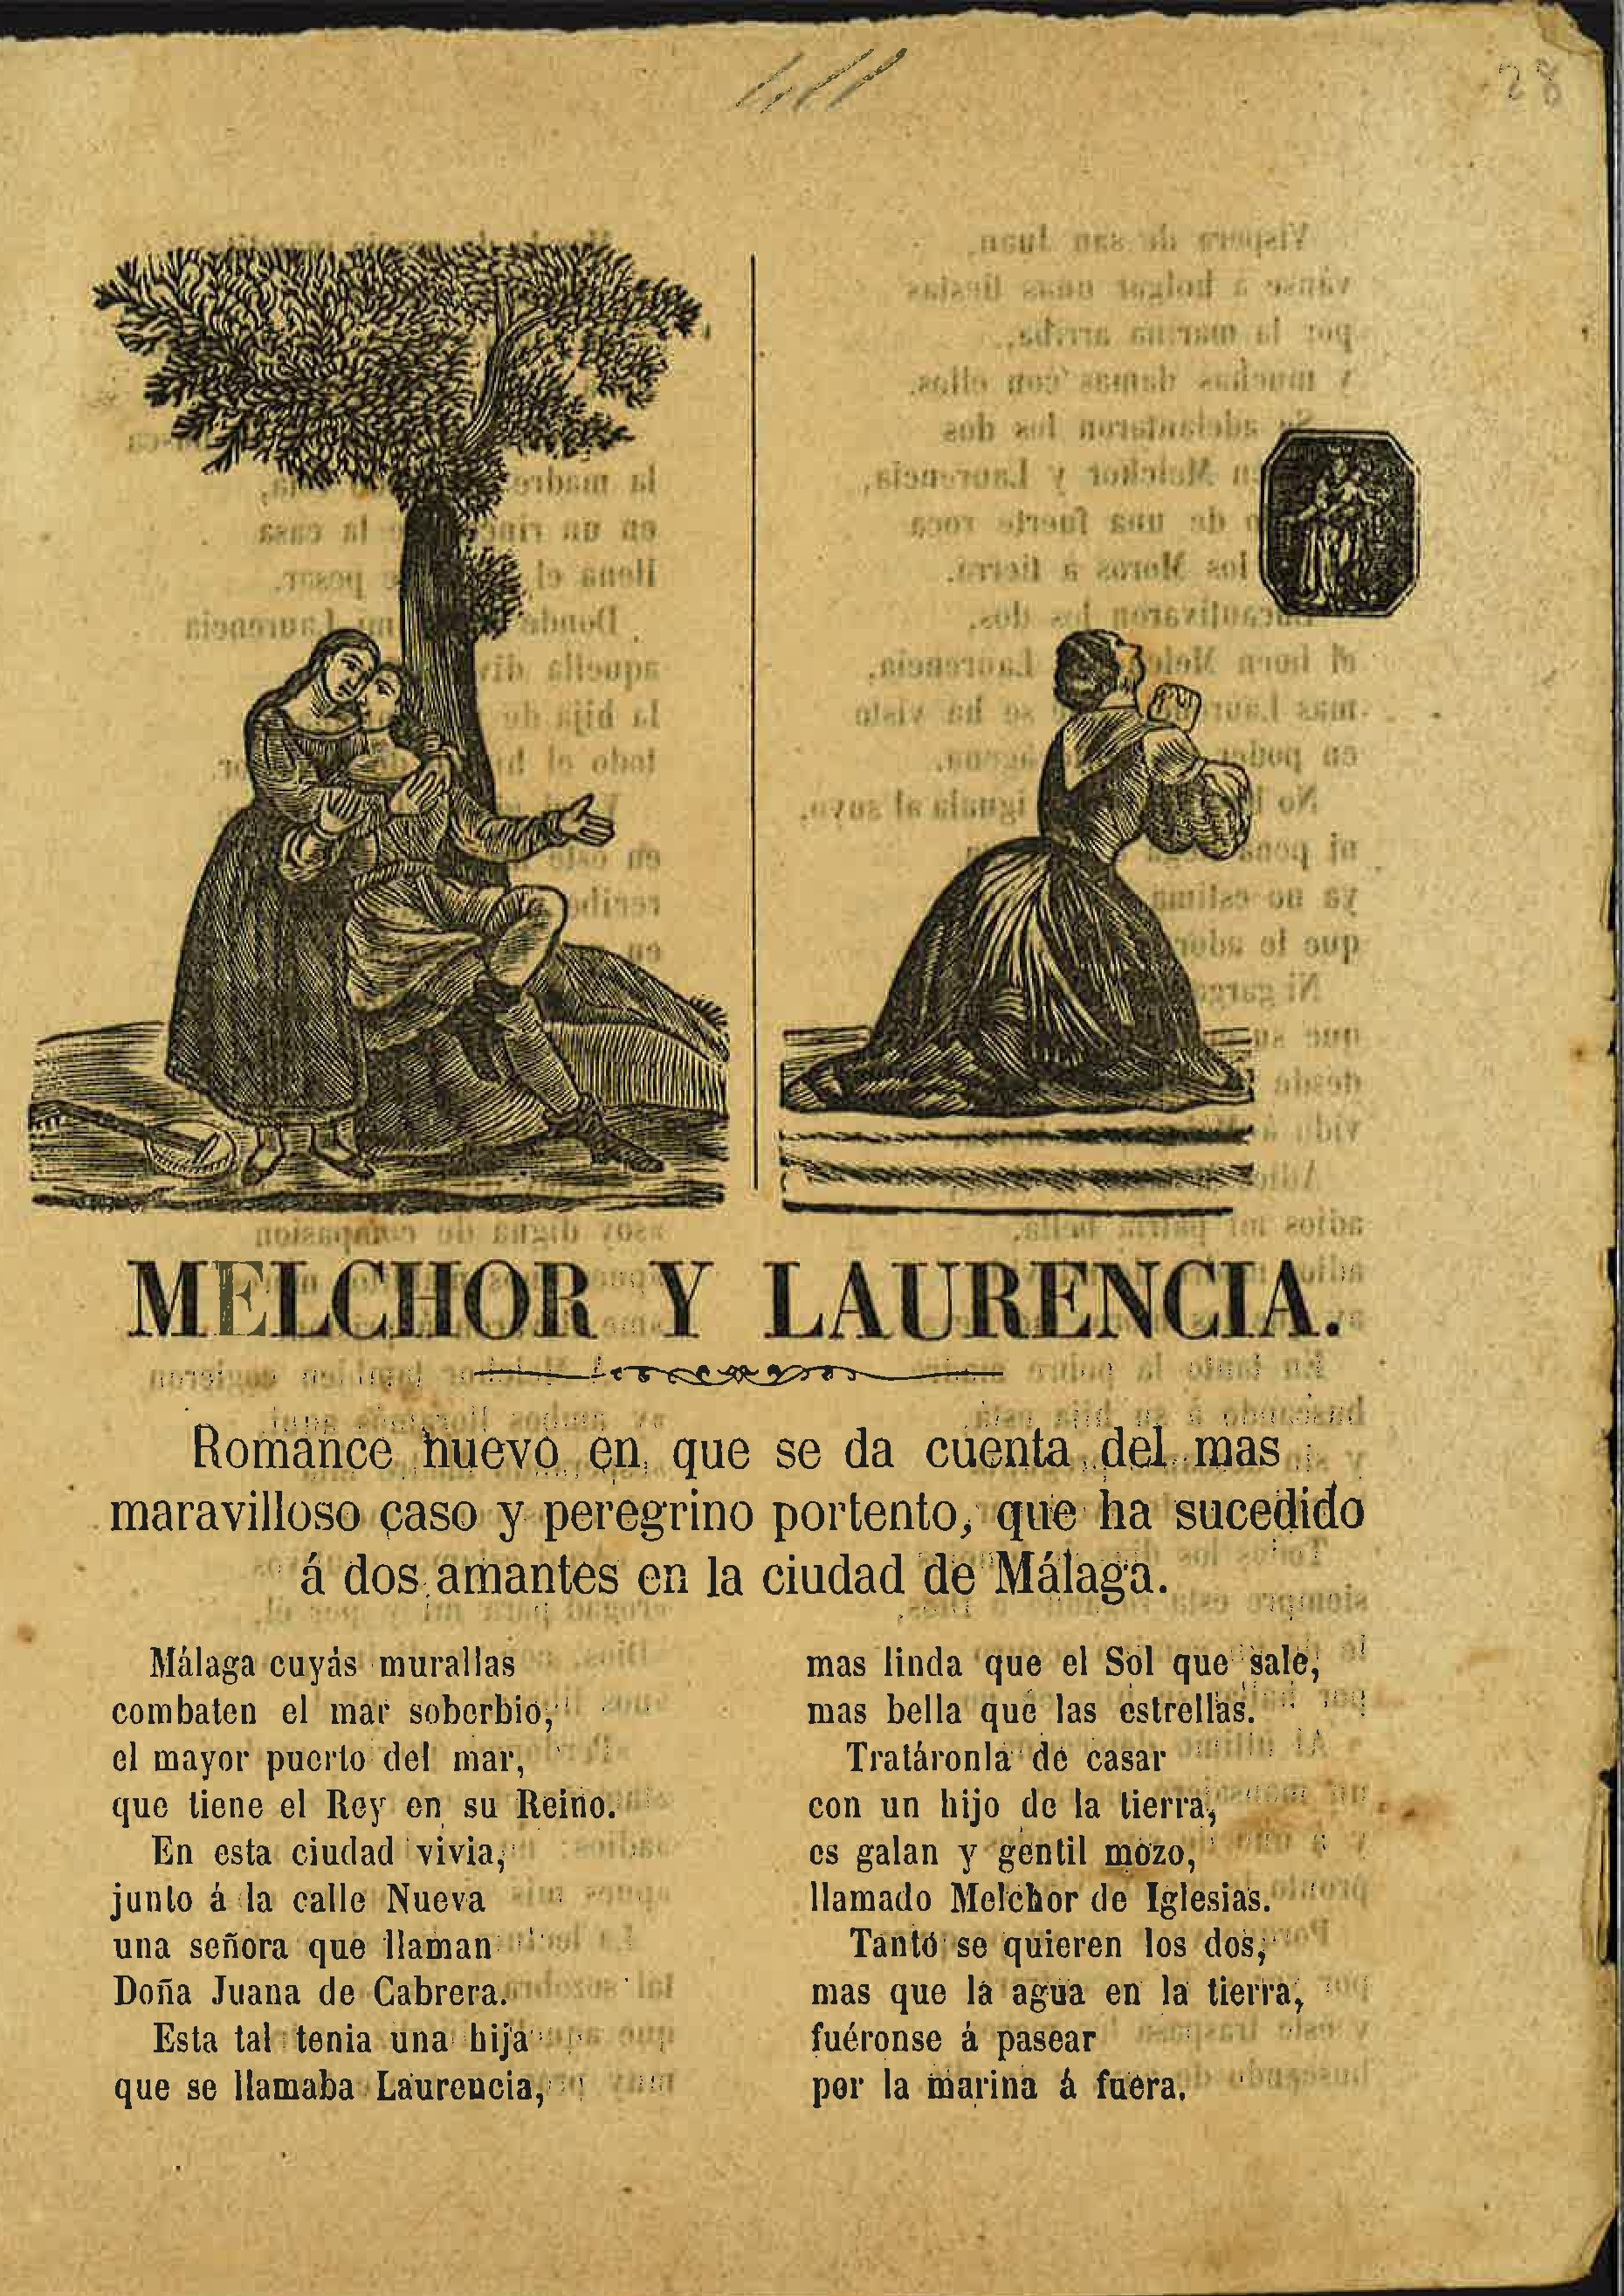 28
MELCHOR Y LAURENCIA.
Romance nuevo en que se da cuenta del mas
maravilloso caso y peregrino portento, que ha sucedido
á dos amantes en la ciudad de Málaga.
Málaga cuyas murallas
combaten el mar soberbio,
el mayor puerto del mar,
que tiene el Rey en su Reino.
En esta ciudad vivia,
junto á la calle Nueva
una señora que llaman
Doña Juana de Cabrera.
Esta tal tenia una hija
que se llamaba Laurencia,
mas linda que el Sol que sale,
mas bella que las estrellas.
Tratáronla de casar
con un hijo de la tierra,
es galan y gentil mozo,
llamado Melchor de Iglesias.
Tanto se quieren los dos,
mas que la agua en la tierra,
fuéronse á pasear
por la marina á fuera.